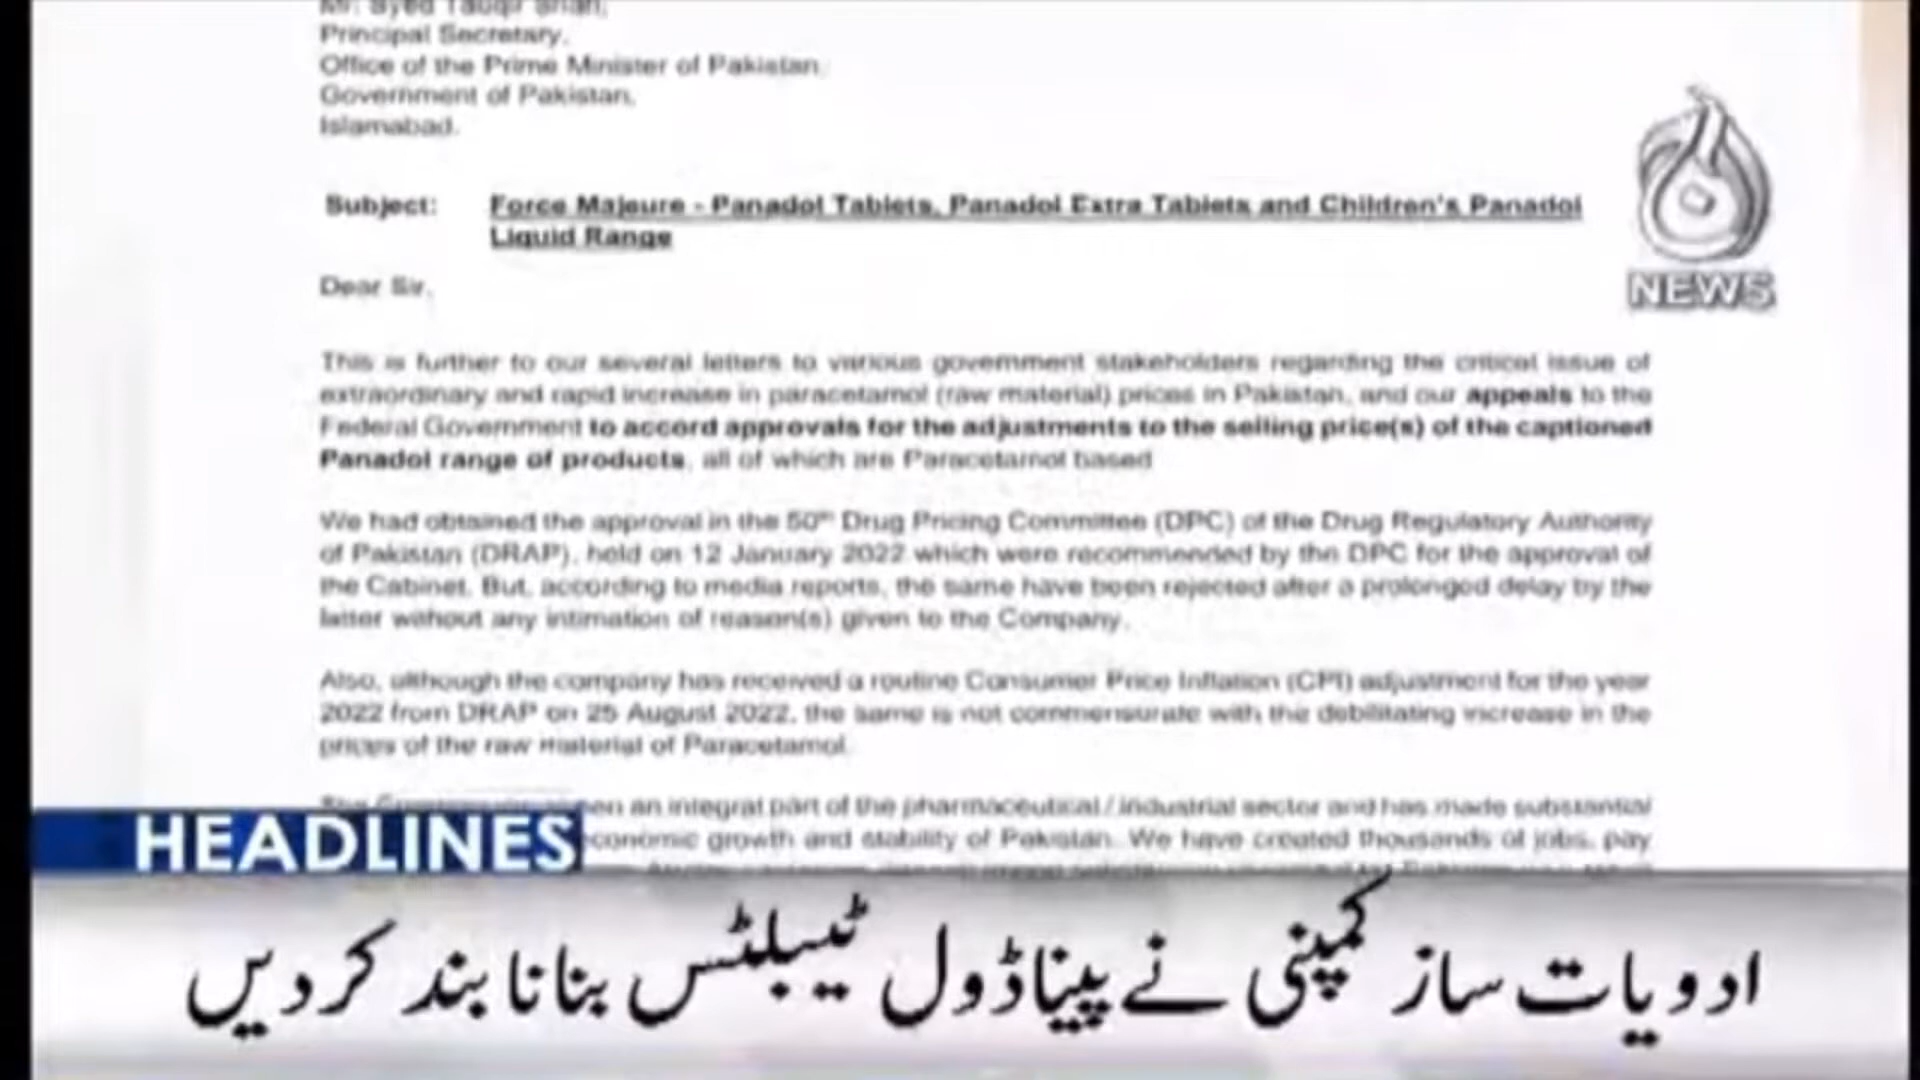 Mr. Syed Tauqir Shah,
Principal Secretary,
Office of the Prime Minister of Pakistan,
Government of Pakistan,
Islamabad.
Subject: Force Majeure - Panadol Tablets, Panadol Extra Tablets and Children's Panadol
Liquid Range
Dear Sir,
NEWS
This is further to our several letters to various government stakeholders regarding the critical issue of
extraordinary and rapid increase in paracetamol (raw material) prices in Pakistan, and our appeals to the
Federal Government to accord approvals for the adjustments to the selling price(s) of the captioned
Panadol range of products, all of which are Paracetamol based
We had obtained the approval in the 50th Drug Pricing Committee (DPC) of the Drug Regulatory Authority
of Pakistan (DRAP), held on 12 January 2022 which were recommended by the DPC for the approval of
the Cabinet. But, according to media reports, the same have been rejected after a prolonged delay by the
latter without any intimation of reason(s) given to the Company.
Also, although the company has received a routine Consumer Price Inflation (CPI) adjustment for the year
2022 from DRAP on 25 August 2022, the same is not commensurate with the debilitating increase in the
prices of the raw material of Paracetamol.
an integral part of the pharmaceutical / industrial sector and has made substantial
economic growth and stability of Pakistan. We have created thousands of jobs, pay
HEADLINES
ادویات ساز کمپنی نے پیناڈول ٹیبلٹس بنانا بند کردیں